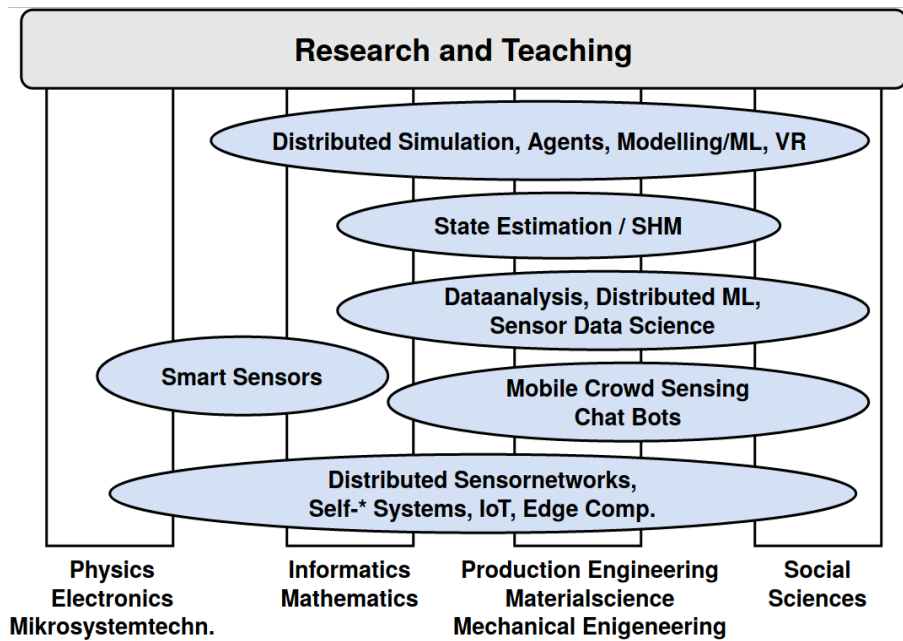 Research and Teaching
Distributed Simulation, Agents, Modelling/ML, VR
State Estimation / SHM
Dataanalysis, Distributed ML,
Sensor Data Science
Smart Sensors
Mobile Crowd Sensing
Chat Bots
Distributed Sensornetworks,
Self-* Systems, IoT, Edge Comp.
Physics
Electronics
Mikrosystemtechn.
Informatics
Mathematics
Production Engineering
Materialscience
Mechanical Enigeneering
Social
Sciences